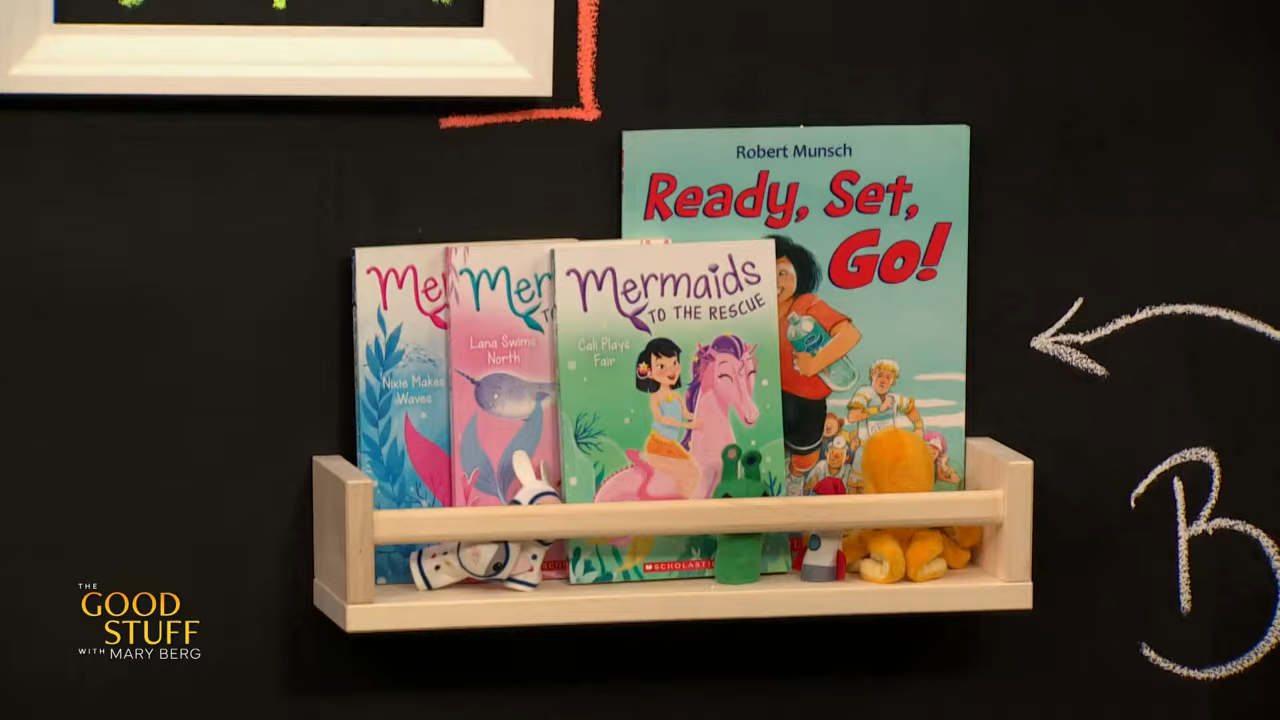 Robert Munsch
Ready, Set,
Go!
Mermaids
TO THE RESCUE
Cali Plays
Fair
Lana Swims
North
Nixie Makes
Waves
SCHOLASTIC
B
THE
GOOD
STUFF
WITH MARY BERG